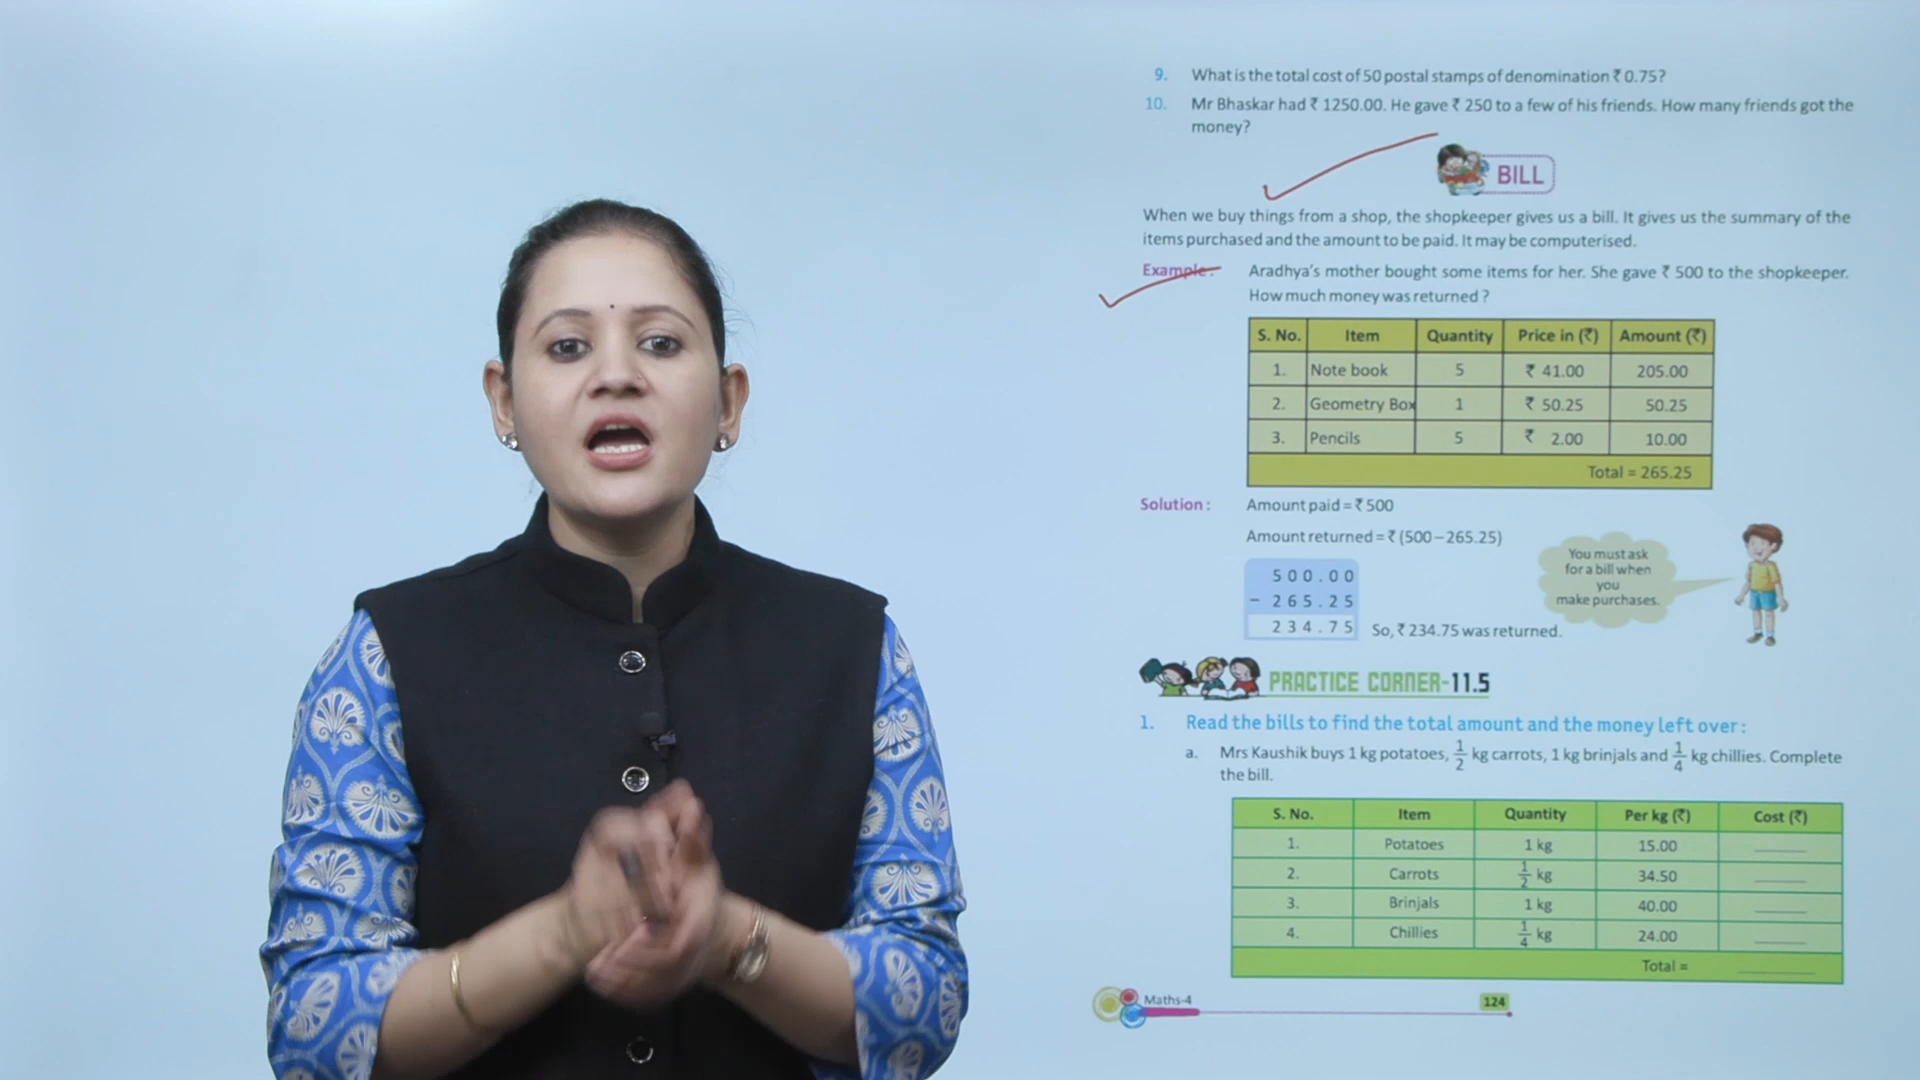 9. What is the total cost of 50 postal stamps of denomination ₹ 0.75?
10. Mr Bhaskar had ₹ 1250.00. He gave ₹ 250 to a few of his friends. How many friends got the
money?
BILL
When we buy things from a shop, the shopkeeper gives us a bill. It gives us the summary of the
items purchased and the amount to be paid. It may be computerised.
Example : Aradhya's mother bought some items for her. She gave ₹ 500 to the shopkeeper.
How much money was returned ?
S. No. Item Quantity Price in (₹) Amount (₹)
1. Note book 5 ₹ 41.00 205.00
2. Geometry Box 1 ₹ 50.25 50.25
3. Pencils 5 ₹ 2.00 10.00
Total = 265.25
Solution : Amount paid = ₹ 500
Amount returned = ₹ (500 – 265.25)
500.00
– 265.25
234.75 So, ₹ 234.75 was returned.
You must ask
for a bill when
you
make purchases.
PRACTICE CORNER-11.5
1. Read the bills to find the total amount and the money left over :
a. Mrs Kaushik buys 1 kg potatoes, 1/2 kg carrots, 1 kg brinjals and 1/4 kg chillies. Complete
the bill.
S. No. Item Quantity Per kg (₹) Cost (₹)
1. Potatoes 1 kg 15.00 ______
2. Carrots 1/2 kg 34.50 ______
3. Brinjals 1 kg 40.00 ______
4. Chillies 1/4 kg 24.00 ______
Total = ________
Maths-4 124